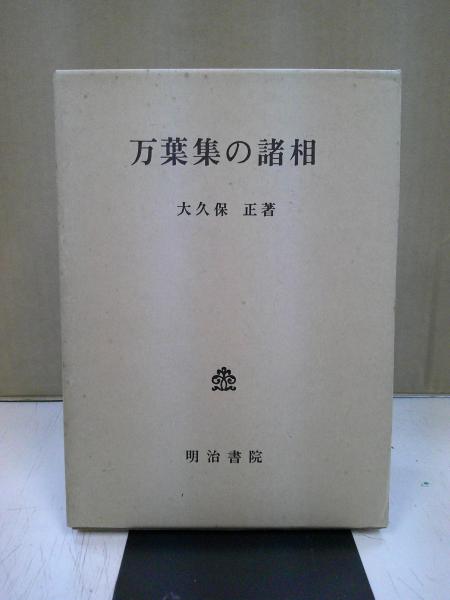 万葉集の諸相
大久保 正著
明治書院